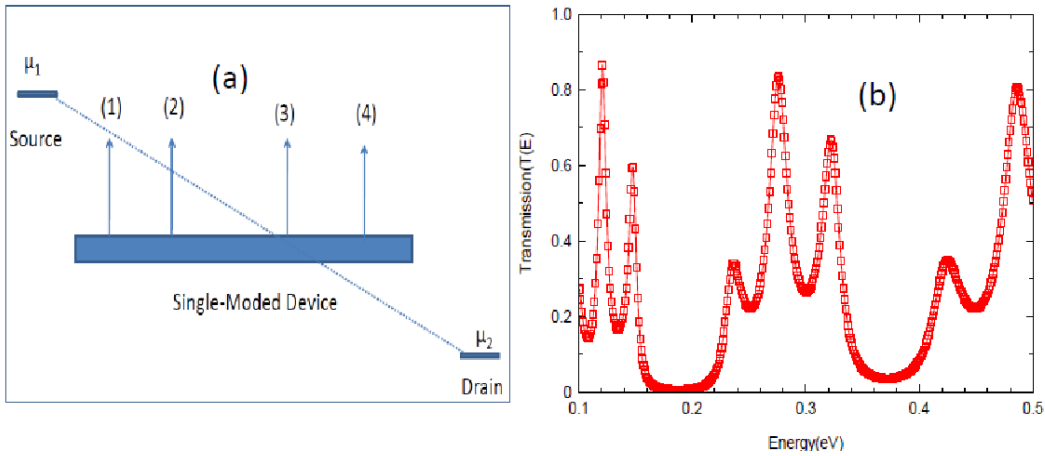 (a)
μ1
(1)
(2)
(3)
(4)
Source
Single-Moded Device
μ2
Drain
(b)
Transmission(T(E)
1.0
0.8
0.6
0.4
0.2
0
0.1
0.2
0.3
0.4
0.5
Energy(eV)